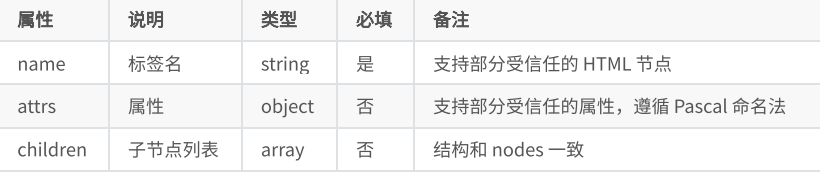 属性 说明 类型 必填 备注
name 标签名 string 是 支持部分受信任的 HTML 节点
attrs 属性 object 否 支持部分受信任的属性，遵循 Pascal 命名法
children 子节点列表 array 否 结构和 nodes 一致